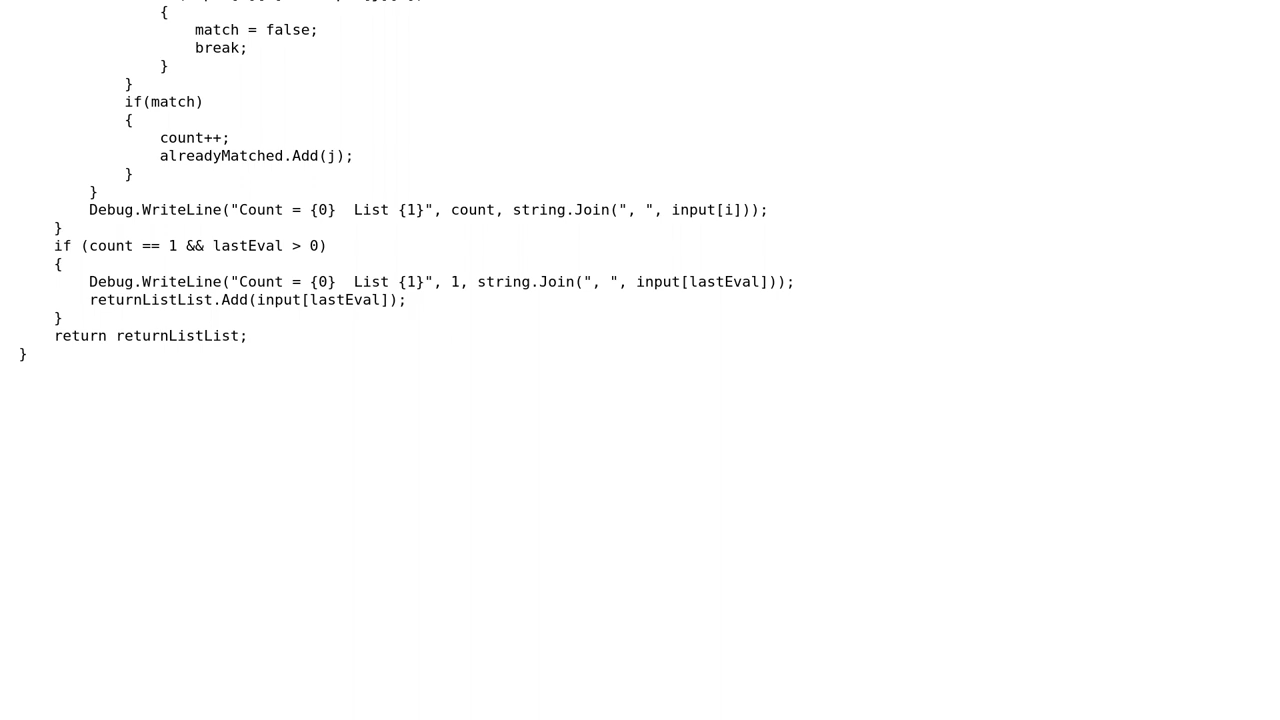 {
match = false;
break;
}
}
if(match)
{
count++;
alreadyMatched.Add(j);
}
}
Debug.WriteLine("Count = {0}  List {1}", count, string.Join(", ", input[i]));
}
if (count == 1 && lastEval > 0)
{
Debug.WriteLine("Count = {0}  List {1}", 1, string.Join(", ", input[lastEval]));
returnListList.Add(input[lastEval]);
}
return returnListList;
}